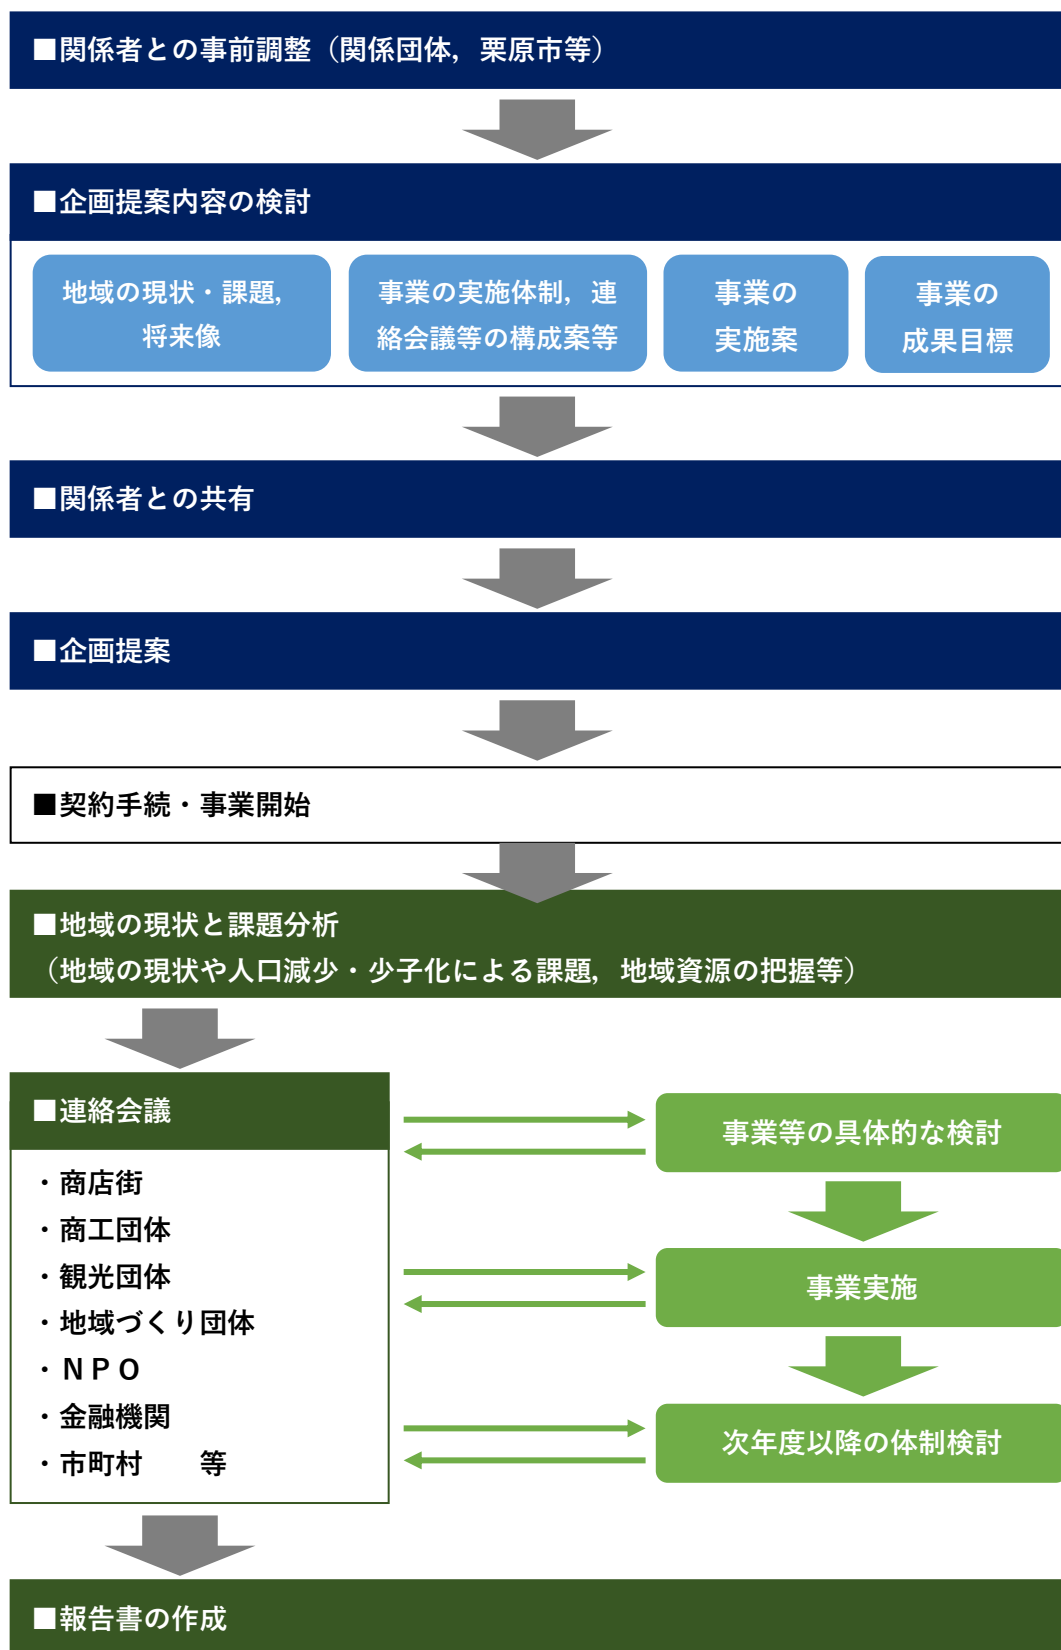 ■関係者との事前調整（関係団体，栗原市等）
■企画提案内容の検討
地域の現状・課題，
将来像
事業の実施体制，連
絡会議等の構成案等
事業の
実施案
事業の
成果目標
■関係者との共有
■企画提案
■契約手続・事業開始
■地域の現状と課題分析
（地域の現状や人口減少・少子化による課題，地域資源の把握等）
■連絡会議
・商店街
・商工団体
・観光団体
・地域づくり団体
・ＮＰＯ
・金融機関
・市町村　　等
事業等の具体的な検討
事業実施
次年度以降の体制検討
■報告書の作成